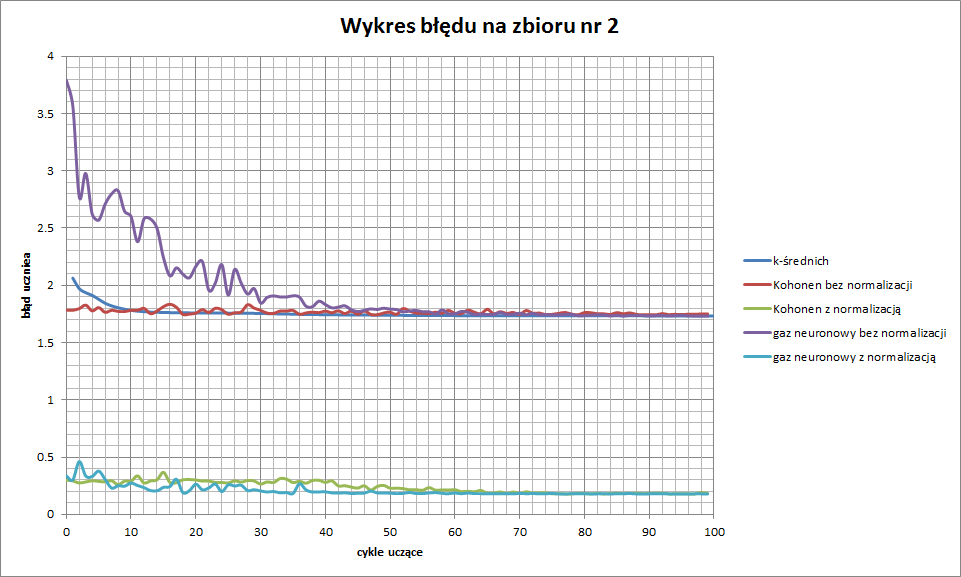 Wykres błędu na zbioru nr 2
4
3.5
3
2.5
2
1.5
1
0.5
0
błąd uczniea
0 10 20 30 40 50 60 70 80 90 100
cykle uczące
k-średnich
Kohonen bez normalizacji
Kohonen z normalizacją
gaz neuronowy bez normalizacji
gaz neuronowy z normalizacją